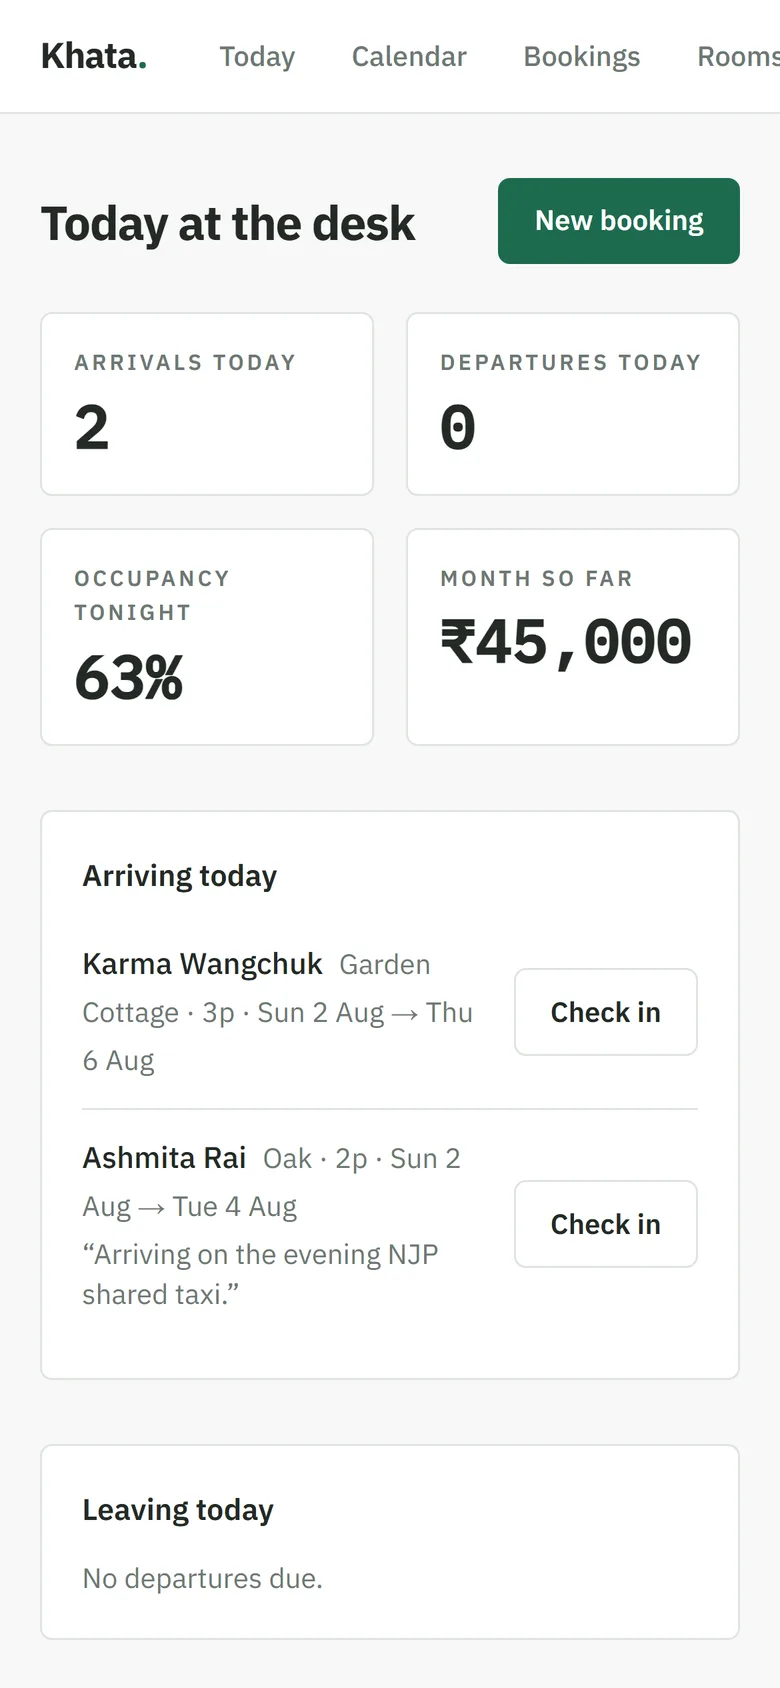 Khata.
Today
Calendar
Bookings
Rooms
Today at the desk
New booking
ARRIVALS TODAY
2
DEPARTURES TODAY
0
OCCUPANCY
TONIGHT
63%
MONTH SO FAR
₹45,000
Arriving today
Karma Wangchuk Garden
Cottage · 3p · Sun 2 Aug → Thu
6 Aug
Check in
Ashmita Rai Oak · 2p · Sun 2
Aug → Tue 4 Aug
“Arriving on the evening NJP
shared taxi.”
Check in
Leaving today
No departures due.